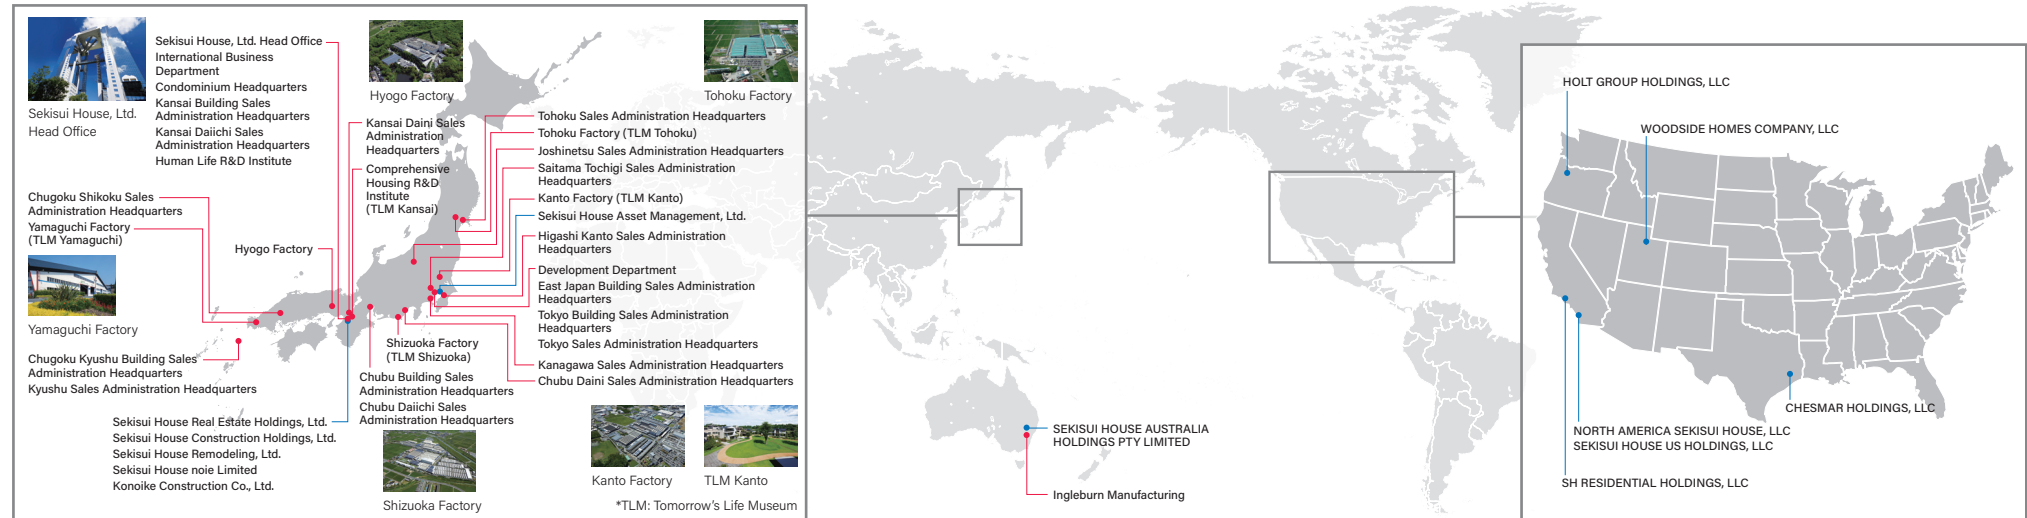 Sekisui House, Ltd.
Head Office
Sekisui House, Ltd. Head Office
International Business
Department
Condominium Headquarters
Kansai Building Sales
Administration Headquarters
Kansai Daiichi Sales
Administration Headquarters
Human Life R&D Institute
Hyogo Factory
Tohoku Factory
Kansai Daini Sales
Administration
Headquarters
Comprehensive
Housing R&D
Institute
(TLM Kansai)
Tohoku Sales Administration Headquarters
Tohoku Factory (TLM Tohoku)
Joshinetsu Sales Administration Headquarters
Saitama Tochigi Sales Administration
Headquarters
Kanto Factory (TLM Kanto)
Sekisui House Asset Management, Ltd.
Higashi Kanto Sales Administration
Headquarters
Development Department
East Japan Building Sales Administration
Headquarters
Tokyo Building Sales Administration
Headquarters
Tokyo Sales Administration Headquarters
Kanagawa Sales Administration Headquarters
Chubu Daini Sales Administration Headquarters
Chugoku Shikoku Sales
Administration Headquarters
Yamaguchi Factory
(TLM Yamaguchi)
Hyogo Factory
Yamaguchi Factory
Chugoku Kyushu Building Sales
Administration Headquarters
Kyushu Sales Administration Headquarters
Shizuoka Factory
(TLM Shizuoka)
Chubu Building Sales
Administration Headquarters
Chubu Daiichi Sales
Administration Headquarters
Sekisui House Real Estate Holdings, Ltd.
Sekisui House Construction Holdings, Ltd.
Sekisui House Remodeling, Ltd.
Sekisui House noie Limited
Konoike Construction Co., Ltd.
Shizuoka Factory
Kanto Factory
TLM Kanto
*TLM: Tomorrow's Life Museum
SEKISUI HOUSE AUSTRALIA
HOLDINGS PTY LIMITED
Ingleburn Manufacturing
HOLT GROUP HOLDINGS, LLC
WOODSIDE HOMES COMPANY, LLC
CHESMAR HOLDINGS, LLC
NORTH AMERICA SEKISUI HOUSE, LLC
SEKISUI HOUSE US HOLDINGS, LLC
SH RESIDENTIAL HOLDINGS, LLC